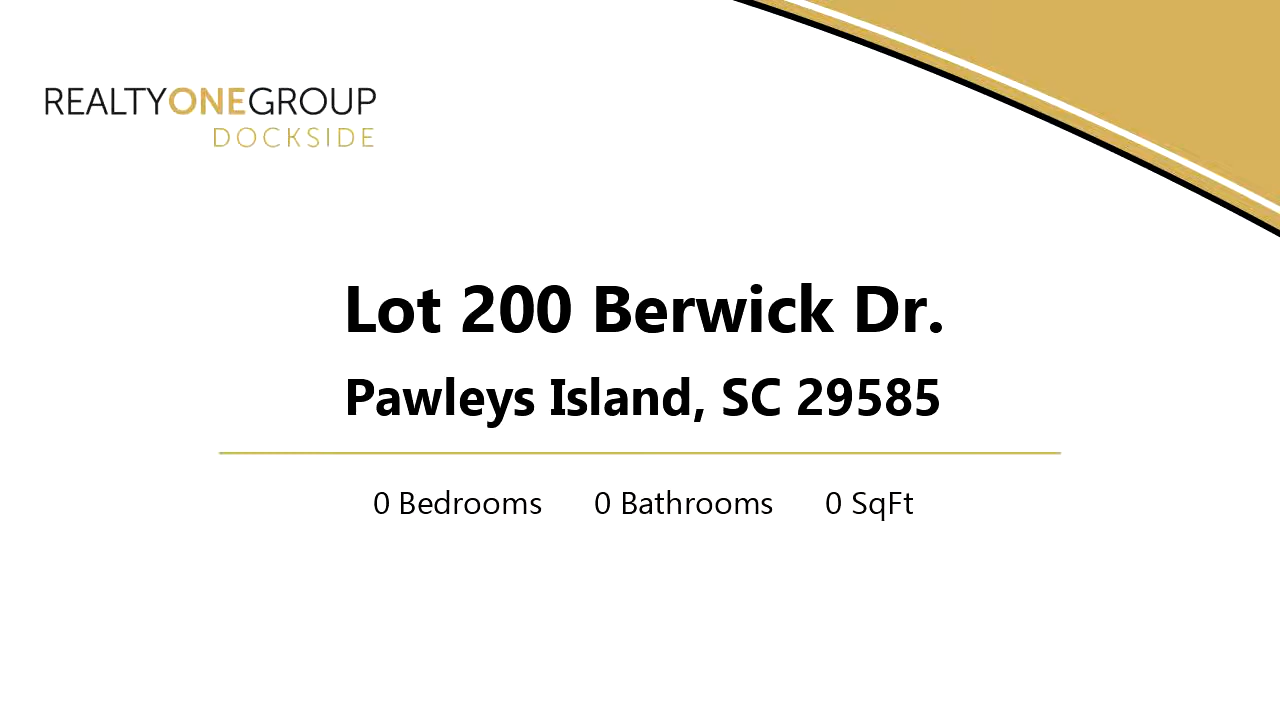 REALTYONEGROUP
DOCKSIDE
Lot 200 Berwick Dr.
Pawleys Island, SC 29585
0 Bedrooms 0 Bathrooms 0 SqFt